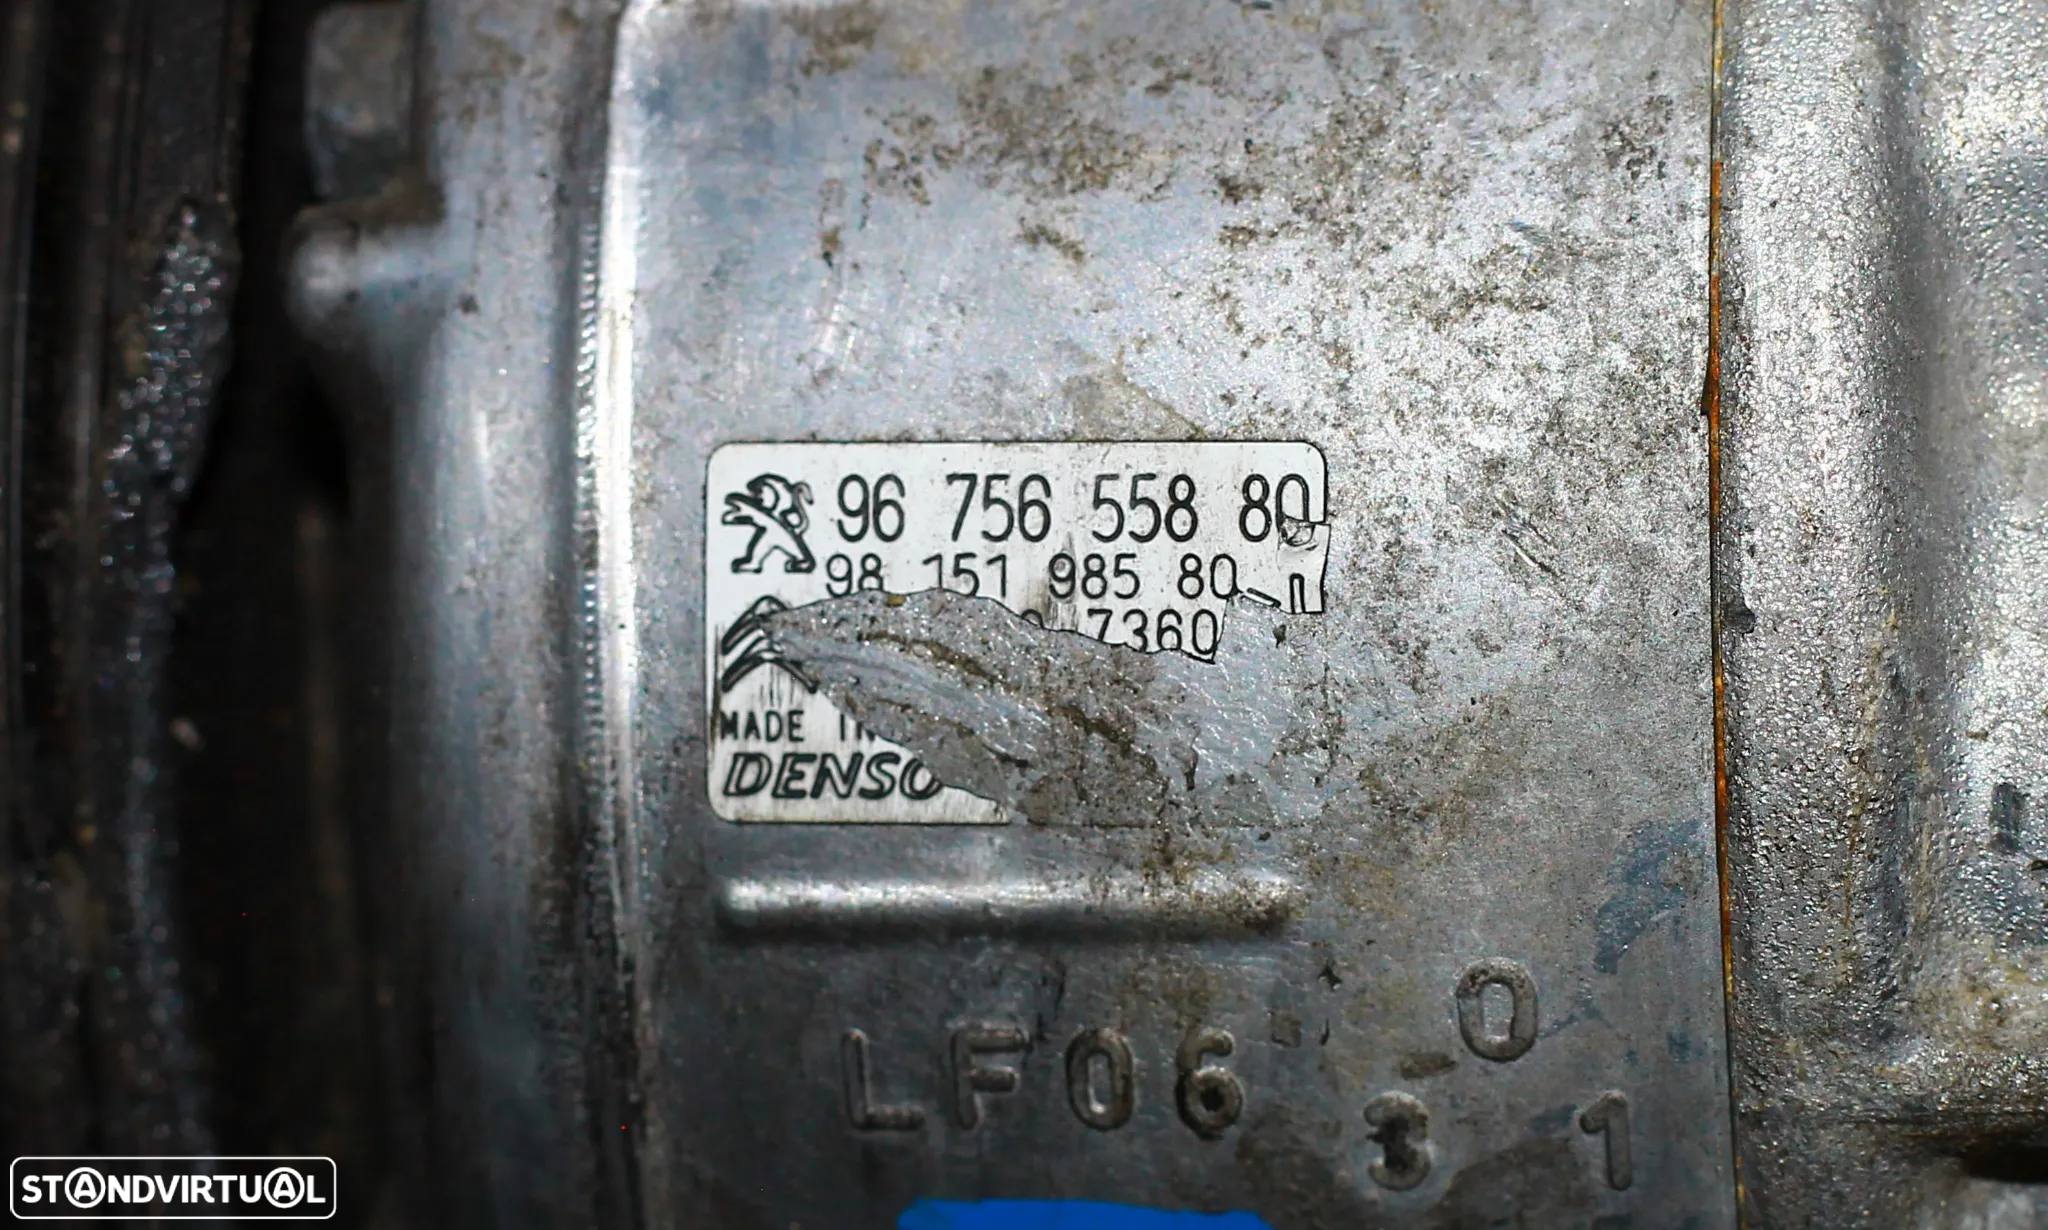 96 756 558 80
98 151 985 80
7360
MADE IN
DENSO
LF06
0
3 1
STANDVIRTUAL